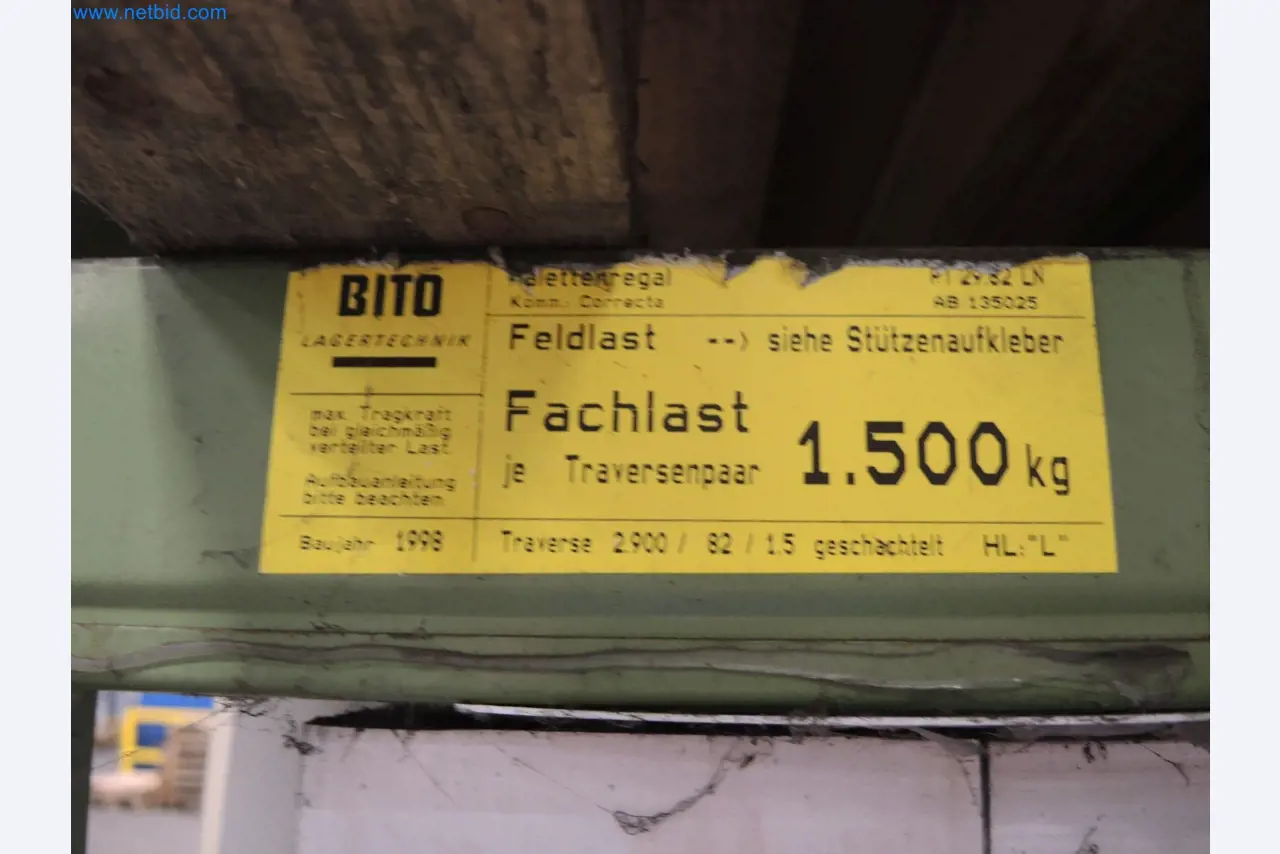 www.netbid.com
BITO
LAGERTECHNIK
max. Tragkraft
bei gleichmäßig
verteilter Last
Aufbauanleitung
bitte beachten
Baujahr 1998
Palettenregal PT 29.82 LN
Komm.: Correcta AB 135025
Feldlast --> siehe Stützenaufkleber
Fachlast
je Traversenpaar 1.500 kg
Traverse 2.900 / 82 / 1.5 geschachtelt HL:"L"